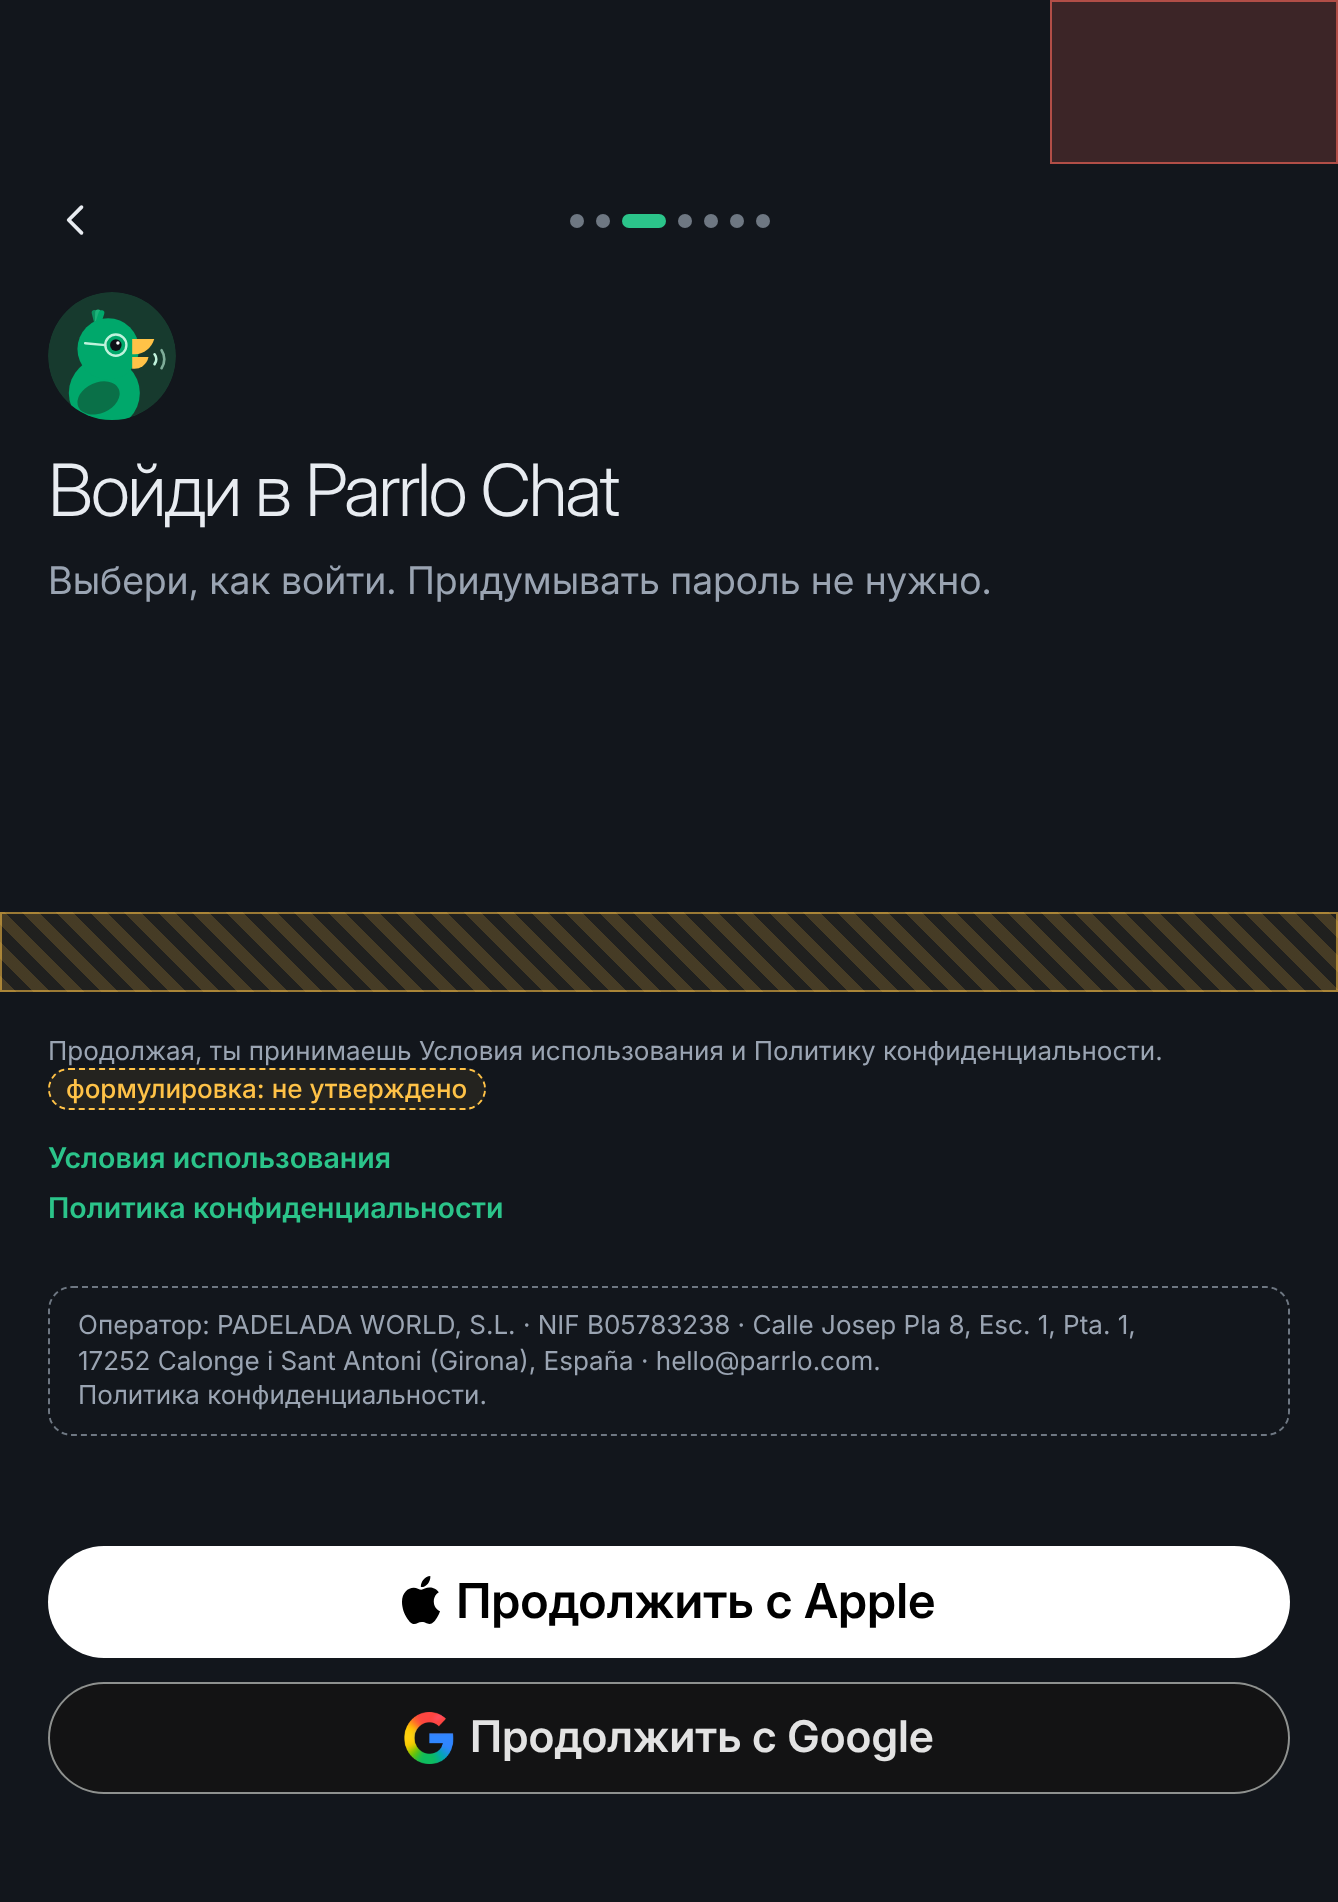 Войди в Parrlo Chat
Выбери, как войти. Придумывать пароль не нужно.
Продолжая, ты принимаешь Условия использования и Политику конфиденциальности.
формулировка: не утверждено
Условия использования
Политика конфиденциальности
Оператор: PADELADA WORLD, S.L. · NIF B05783238 · Calle Josep Pla 8, Esc. 1, Pta. 1,
17252 Calonge i Sant Antoni (Girona), España · hello@parrlo.com.
Политика конфиденциальности.
Продолжить с Apple
Продолжить с Google